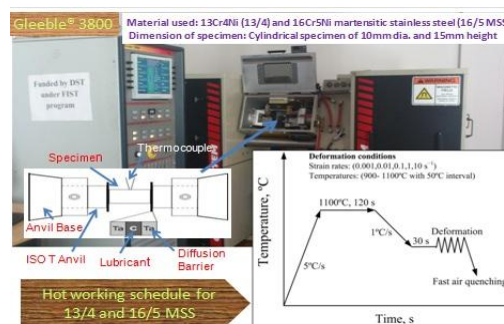 Gleeble® 3800
Material used: 13Cr4Ni (13/4) and 16Cr5Ni martensitic stainless steel (16/5 MSS
Dimension of specimen: Cylindrical specimen of 10mm dia. and 15mm height
Funded by DST
under FIST
program
WARNING
Thermocouple
Specimen
Anvil Base
ISO T Anvil
Ta C Ta
Lubricant
Diffusion
Barrier
Hot working schedule for
13/4 and 16/5 MSS
Deformation conditions
Strain rates: (0.001,0.01,0.1,1,10 s⁻¹)
Temperatures: (900- 1100°C with 50°C interval)
Temperature, °C
1100°C, 120 s
1°C/s
5°C/s
30 s
Deformation
Fast air quenching
Time, s